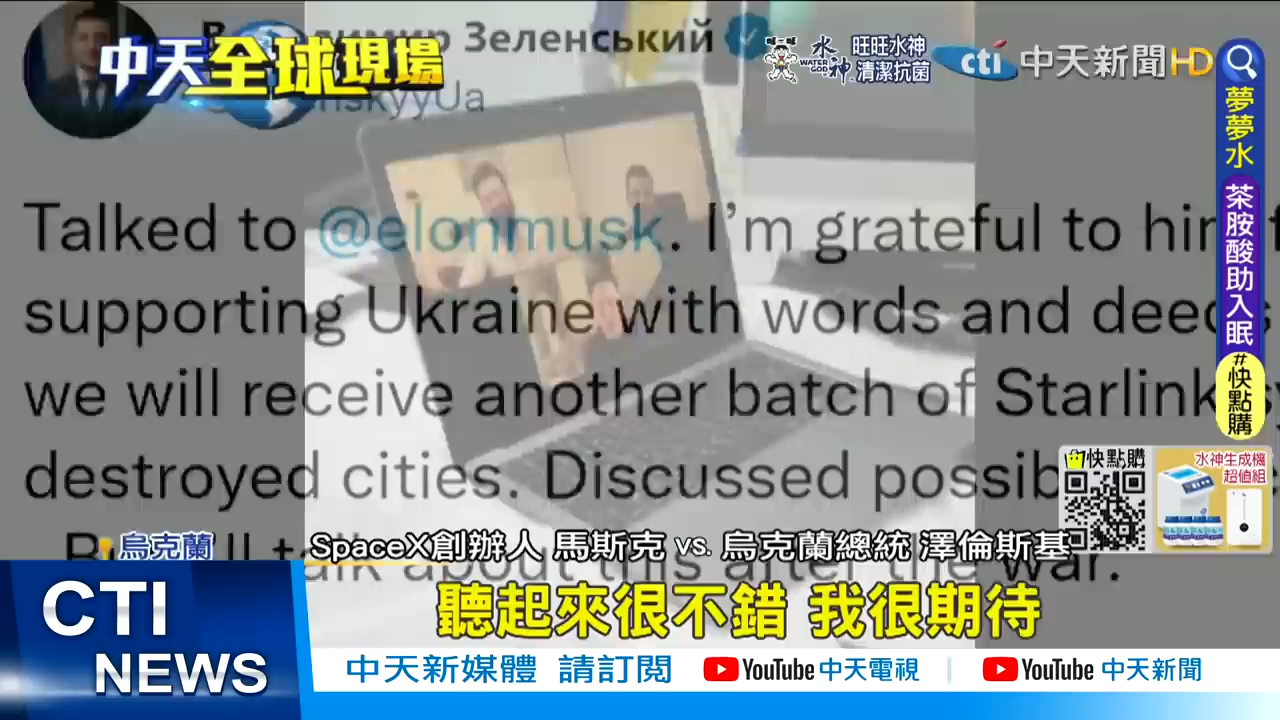 Зеленський
中天全球現場
旺旺水神
清潔抗菌
水神
WATER GOD
cti 中天新聞HD
nskyyUa
夢夢水
茶胺酸助入眠
#快點購
Talked to @elonmusk. I'm grateful to him
supporting Ukraine with words and deeds
we will receive another batch of Starlink
destroyed cities. Discussed
talk about this after the war.
快點購
水神生成機
超值組
烏克蘭
SpaceX創辦人 馬斯克 vs. 烏克蘭總統 澤倫斯基
聽起來很不錯 我很期待
CTI
NEWS
中天新媒體 請訂閱
YouTube 中天電視
YouTube 中天新聞